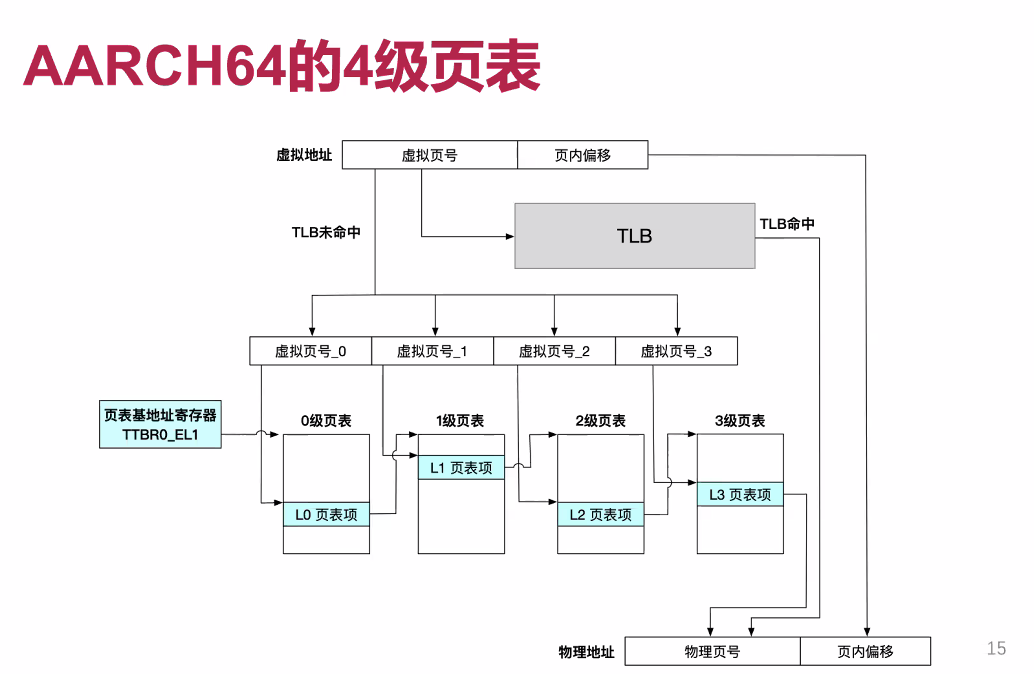 AARCH64的4级页表
虚拟地址
虚拟页号
页内偏移
TLB未命中
TLB
TLB命中
虚拟页号_0
虚拟页号_1
虚拟页号_2
虚拟页号_3
页表基地址寄存器
TTBR0_EL1
0级页表
1级页表
2级页表
3级页表
L0 页表项
L1 页表项
L2 页表项
L3 页表项
物理地址
物理页号
页内偏移
15